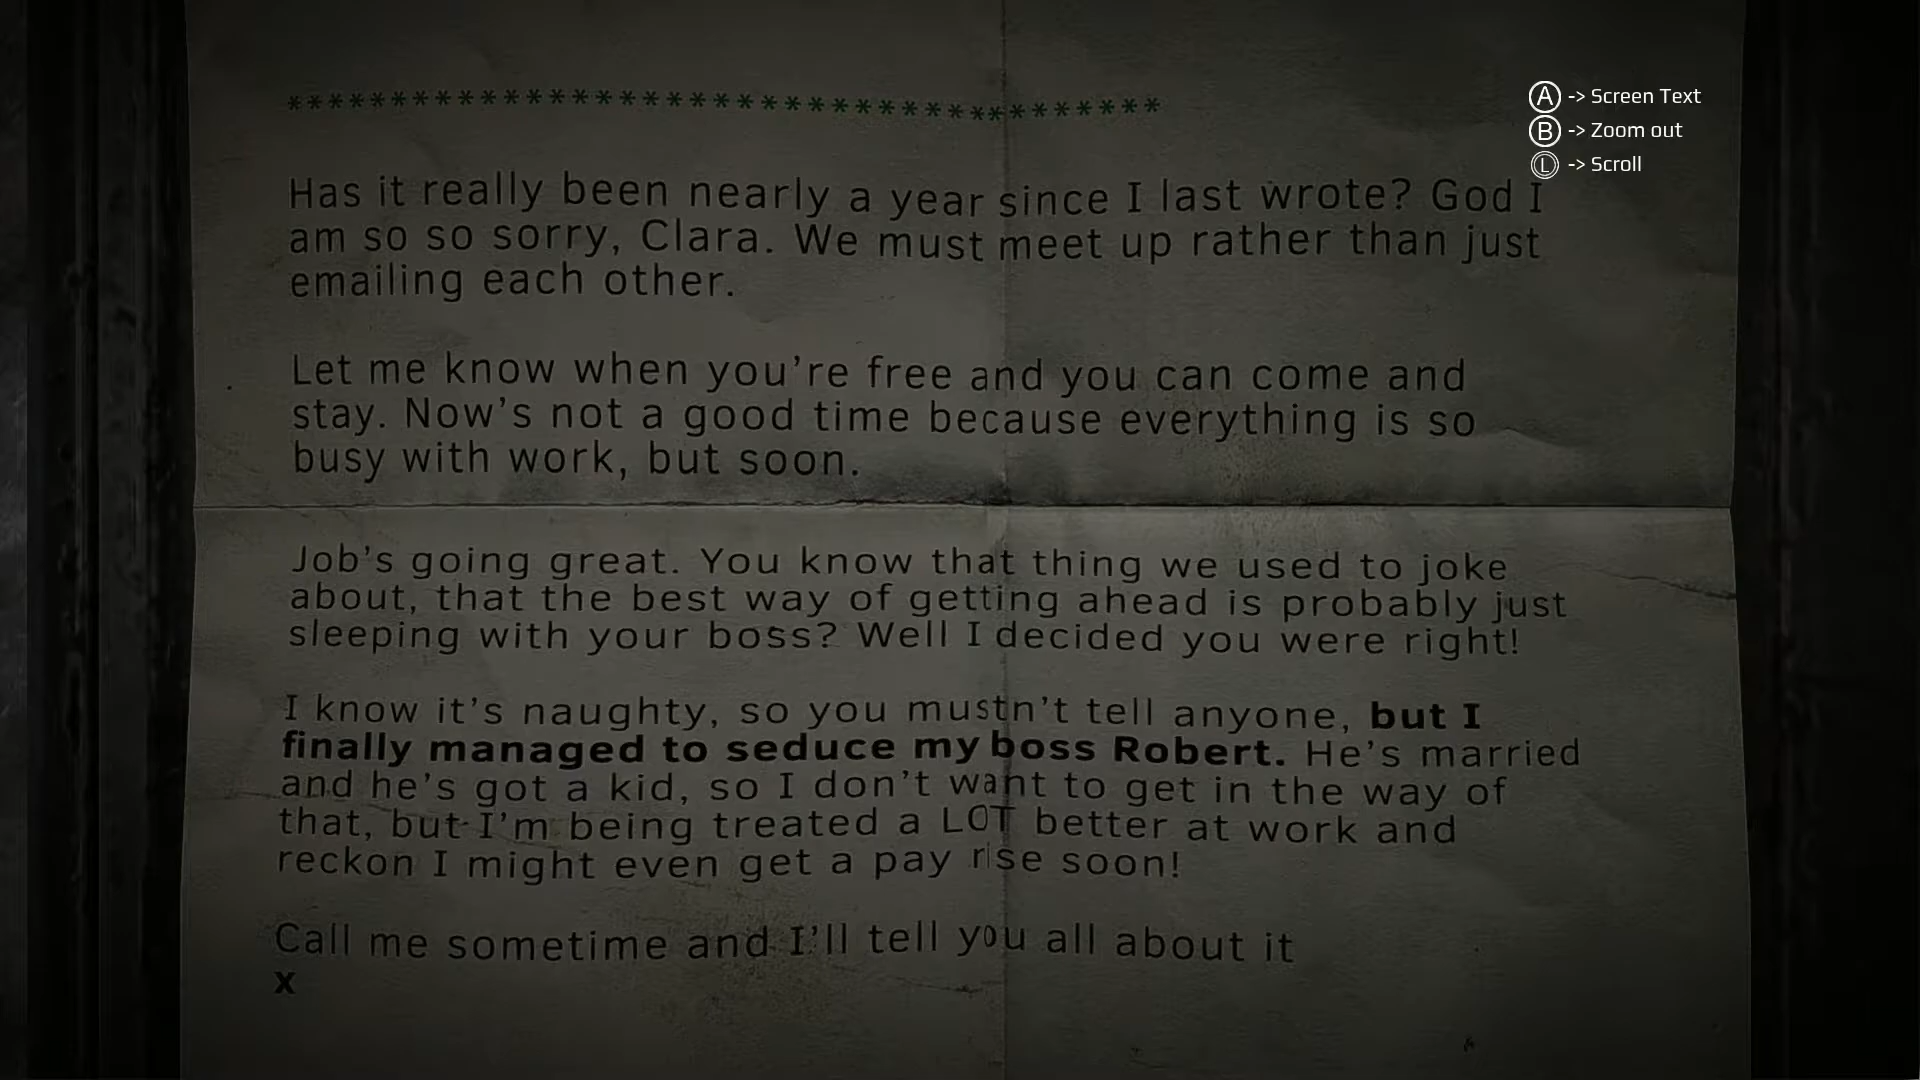 **************************************
Ⓐ -> Screen Text
Ⓑ -> Zoom out
Ⓛ -> Scroll
Has it really been nearly a year since I last wrote? God I
am so so sorry, Clara. We must meet up rather than just
emailing each other.
Let me know when you're free and you can come and
stay. Now's not a good time because everything is so
busy with work, but soon.
Job's going great. You know that thing we used to joke
about, that the best way of getting ahead is probably just
sleeping with your boss? Well I decided you were right!
I know it's naughty, so you mustn't tell anyone, but I
finally managed to seduce my boss Robert. He's married
and he's got a kid, so I don't want to get in the way of
that, but I'm being treated a LOT better at work and
reckon I might even get a pay rise soon!
Call me sometime and I'll tell you all about it
x